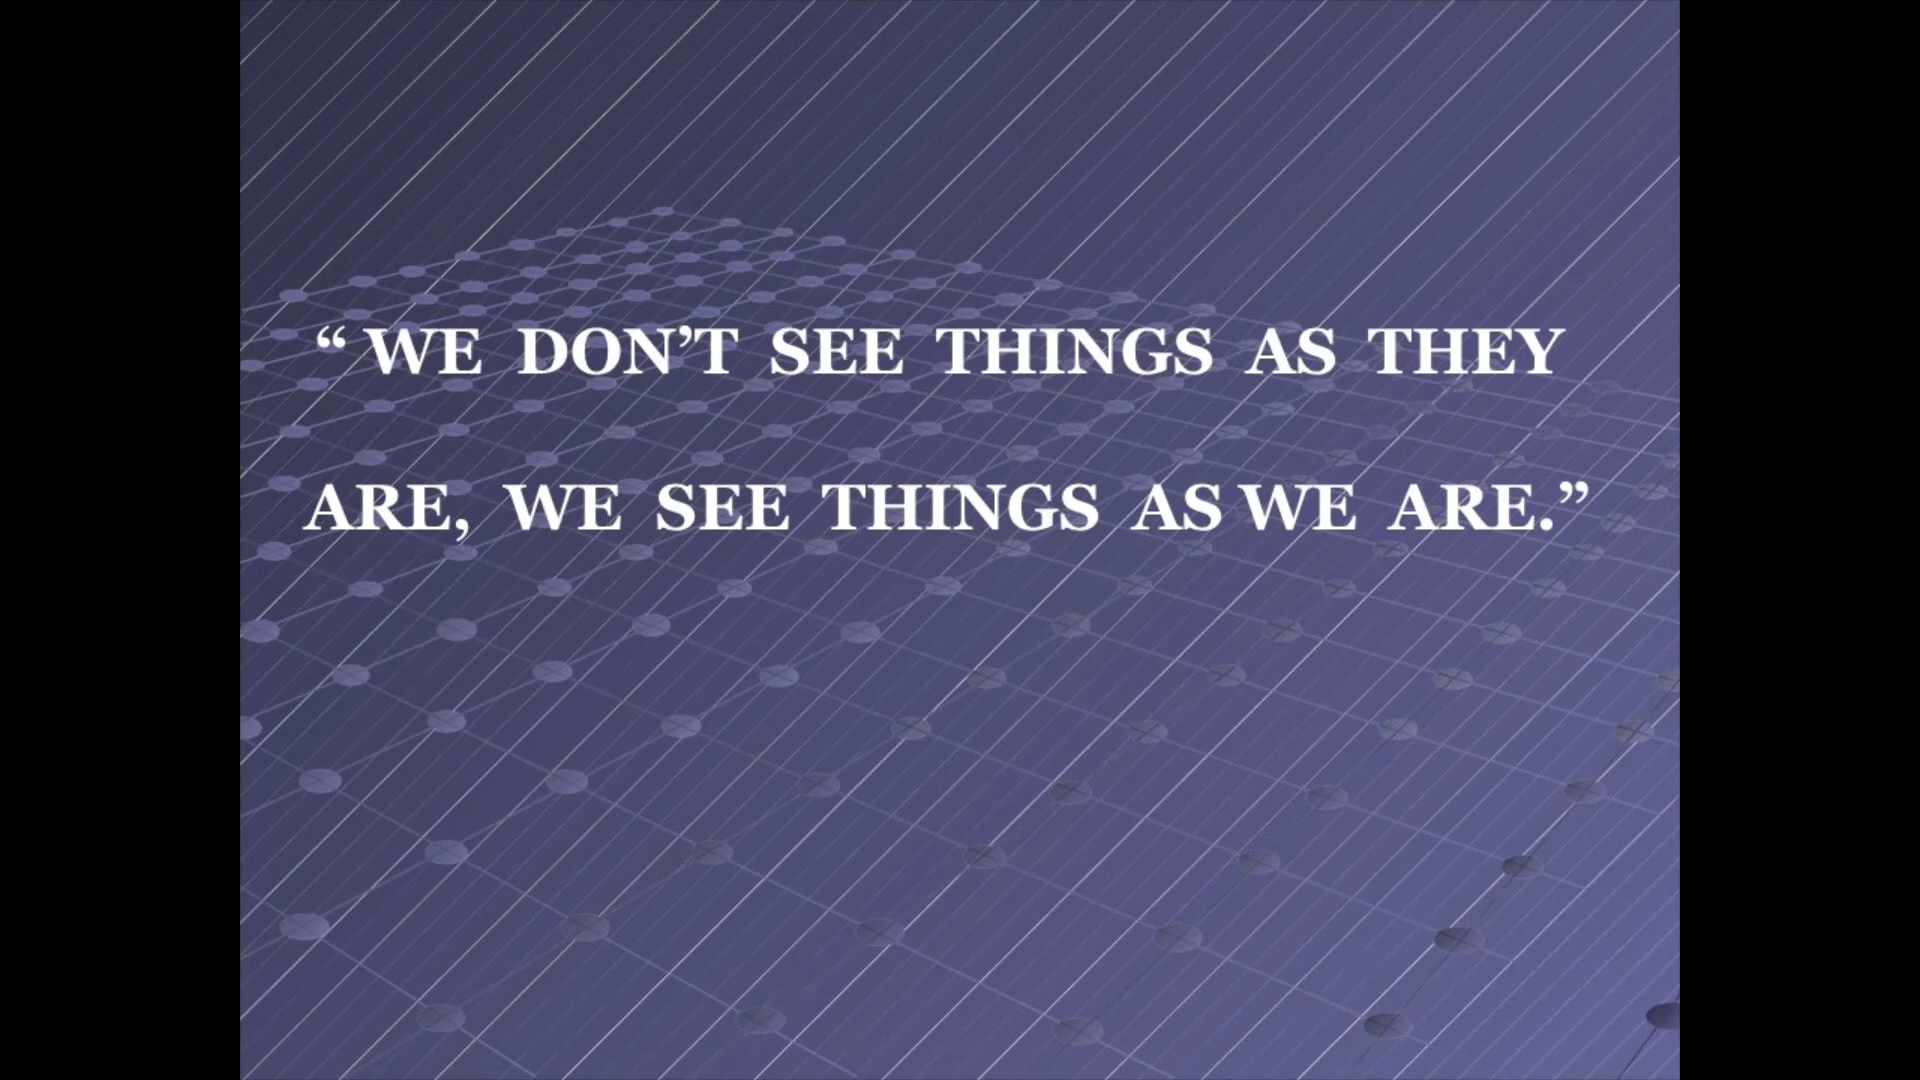 “ WE DON’T SEE THINGS AS THEY
ARE, WE SEE THINGS AS WE ARE.”